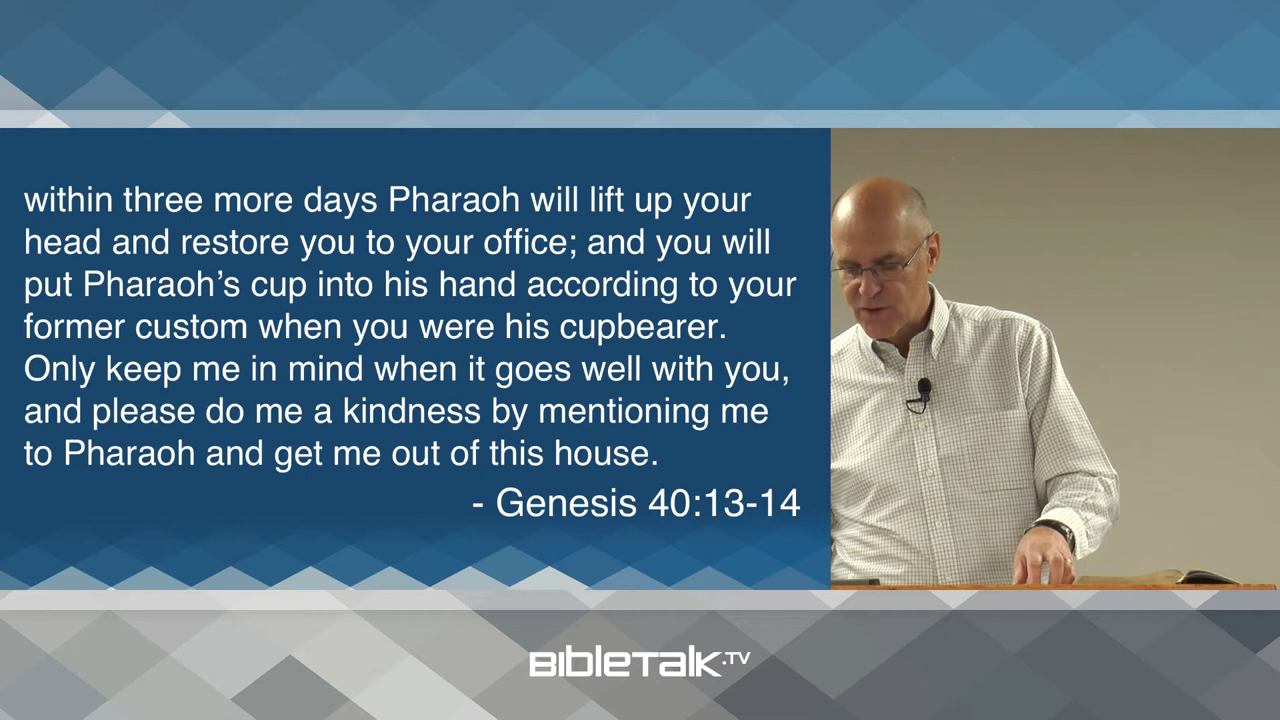 within three more days Pharaoh will lift up your
head and restore you to your office; and you will
put Pharaoh’s cup into his hand according to your
former custom when you were his cupbearer.
Only keep me in mind when it goes well with you,
and please do me a kindness by mentioning me
to Pharaoh and get me out of this house.
- Genesis 40:13-14
BIBLETALK.TV